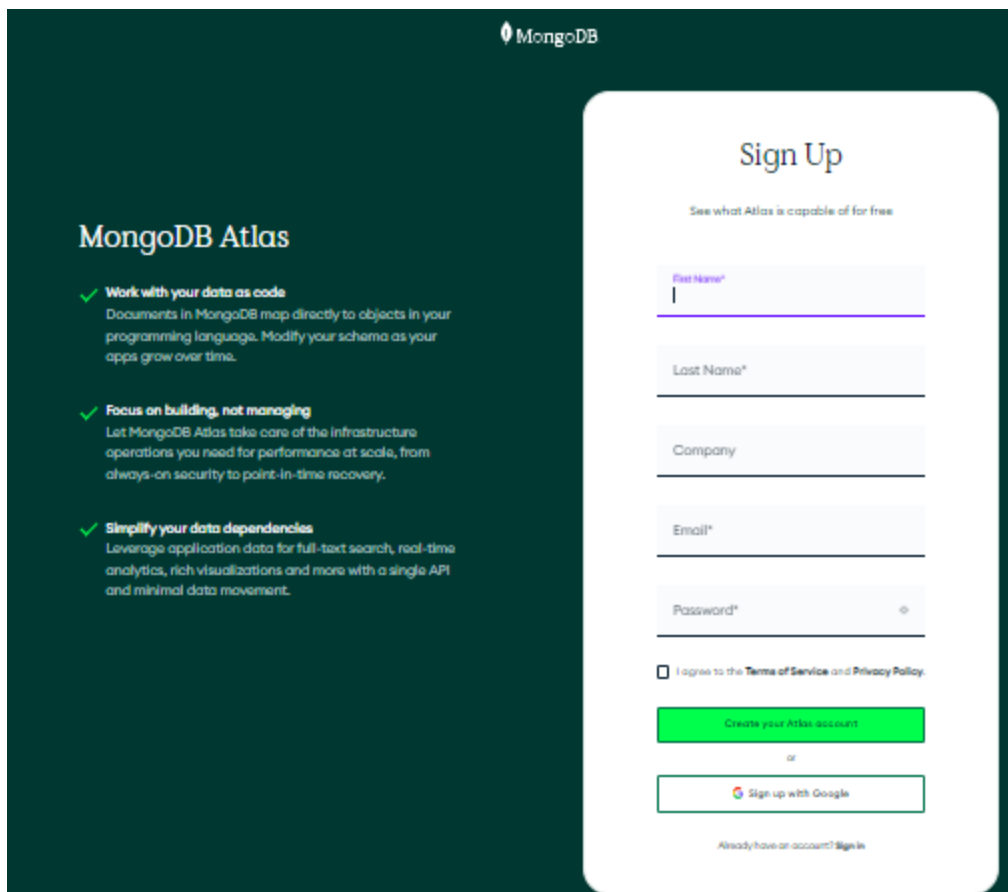 MongoDB
MongoDB Atlas
Work with your data as code
Documents in MongoDB map directly to objects in your
programming language. Modify your schema as your
apps grow over time.
Focus on building, not managing
Let MongoDB Atlas take care of the infrastructure
operations you need for performance at scale, from
always-on security to point-in-time recovery.
Simplify your data dependencies
Leverage application data for full-text search, real-time
analytics, rich visualizations and more with a single API
and minimal data movement.
Sign Up
See what Atlas is capable of for free
First Name*
Last Name*
Company
Email*
Password*
I agree to the Terms of Service and Privacy Policy.
Create your Atlas account
or
Sign up with Google
Already have an account? Sign in